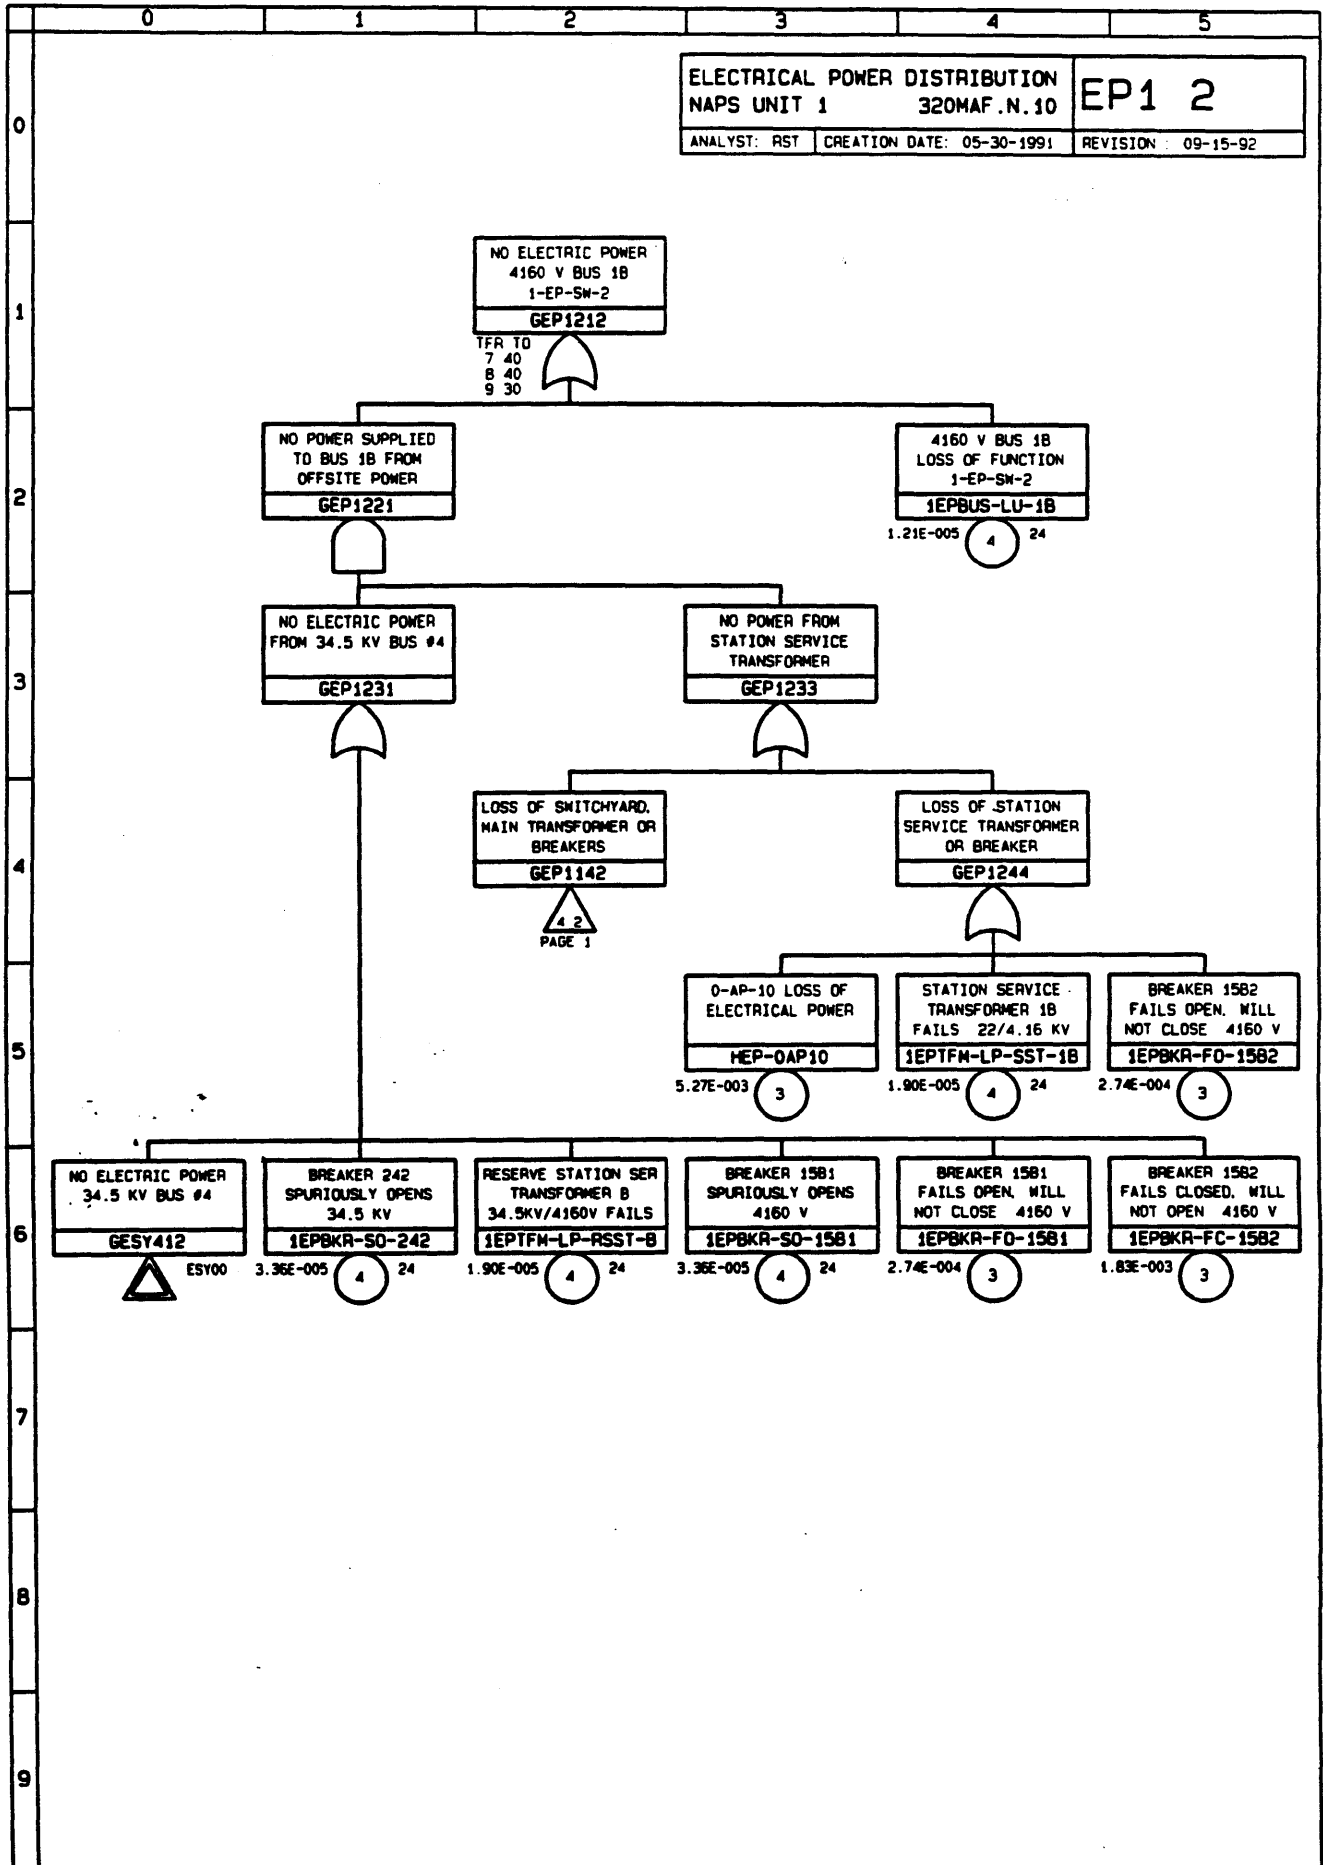 0 1 2 3 4 5
ELECTRICAL POWER DISTRIBUTION
NAPS UNIT 1 320MAF.N.10
EP1 2
ANALYST: RST CREATION DATE: 05-30-1991 REVISION : 09-15-92
0
NO ELECTRIC POWER
4160 V BUS 1B
1-EP-SW-2
GEP1212
1
TFR TO
7 40
8 40
9 30
NO POWER SUPPLIED
TO BUS 1B FROM
OFFSITE POWER
GEP1221
4160 V BUS 1B
LOSS OF FUNCTION
1-EP-SW-2
1EPBUS-LU-1B
1.21E-005 4 24
2
NO ELECTRIC POWER
FROM 34.5 KV BUS #4
GEP1231
NO POWER FROM
STATION SERVICE
TRANSFORMER
GEP1233
3
LOSS OF SWITCHYARD,
MAIN TRANSFORMER OR
BREAKERS
GEP1142
4 2
PAGE 1
LOSS OF STATION
SERVICE TRANSFORMER
OR BREAKER
GEP1244
4
0-AP-10 LOSS OF
ELECTRICAL POWER
HEP-0AP10
5.27E-003 3
STATION SERVICE
TRANSFORMER 1B
FAILS 22/4.16 KV
1EPTFM-LP-SST-1B
1.90E-005 4 24
BREAKER 15B2
FAILS OPEN, WILL
NOT CLOSE 4160 V
1EPBKR-FO-15B2
2.74E-004 3
5
NO ELECTRIC POWER
34.5 KV BUS #4
GESY412
ESY00
BREAKER 242
SPURIOUSLY OPENS
34.5 KV
1EPBKR-SO-242
3.36E-005 4 24
RESERVE STATION SER
TRANSFORMER B
34.5KV/4160V FAILS
1EPTFM-LP-RSST-B
1.90E-005 4 24
BREAKER 15B1
SPURIOUSLY OPENS
4160 V
1EPBKR-SO-15B1
3.36E-005 4 24
BREAKER 15B1
FAILS OPEN, WILL
NOT CLOSE 4160 V
1EPBKR-FO-15B1
2.74E-004 3
BREAKER 15B2
FAILS CLOSED, WILL
NOT OPEN 4160 V
1EPBKR-FC-15B2
1.83E-003 3
6
7
8
9